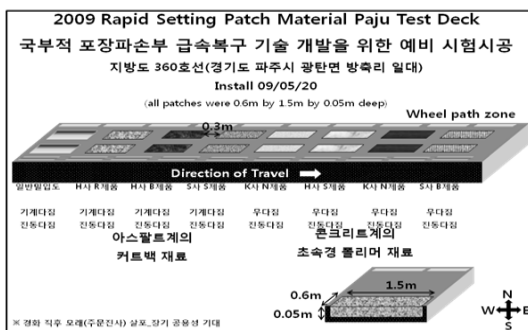 2009 Rapid Setting Patch Material Paju Test Deck
국부적 포장파손부 급속복구 기술 개발을 위한 예비 시험시공
지방도 360호선(경기도 파주시 광탄면 방축리 일대)
Install 09/05/20
(all patches were 0.6m by 1.5m by 0.05m deep)
Wheel path zone
0.3m
Direction of Travel
일반밀입도 H사 R제품 H사 B제품 S사 S제품 K사 N제품 H사 S제품 K사 N제품 S사 B제품
기계다짐 기계다짐 기계다짐 기계다짐 무다짐 무다짐 무다짐 무다짐
진동다짐 진동다짐 진동다짐 진동다짐 진동다짐 진동다짐 진동다짐 진동다짐
아스팔트계의 콘크리트계의
커트백 재료 초속경 폴리머 재료
1.5m
0.6m
0.05m
N
W E
S
※ 경화 직후 모래(주문진사) 살포_장기 공용성 기대